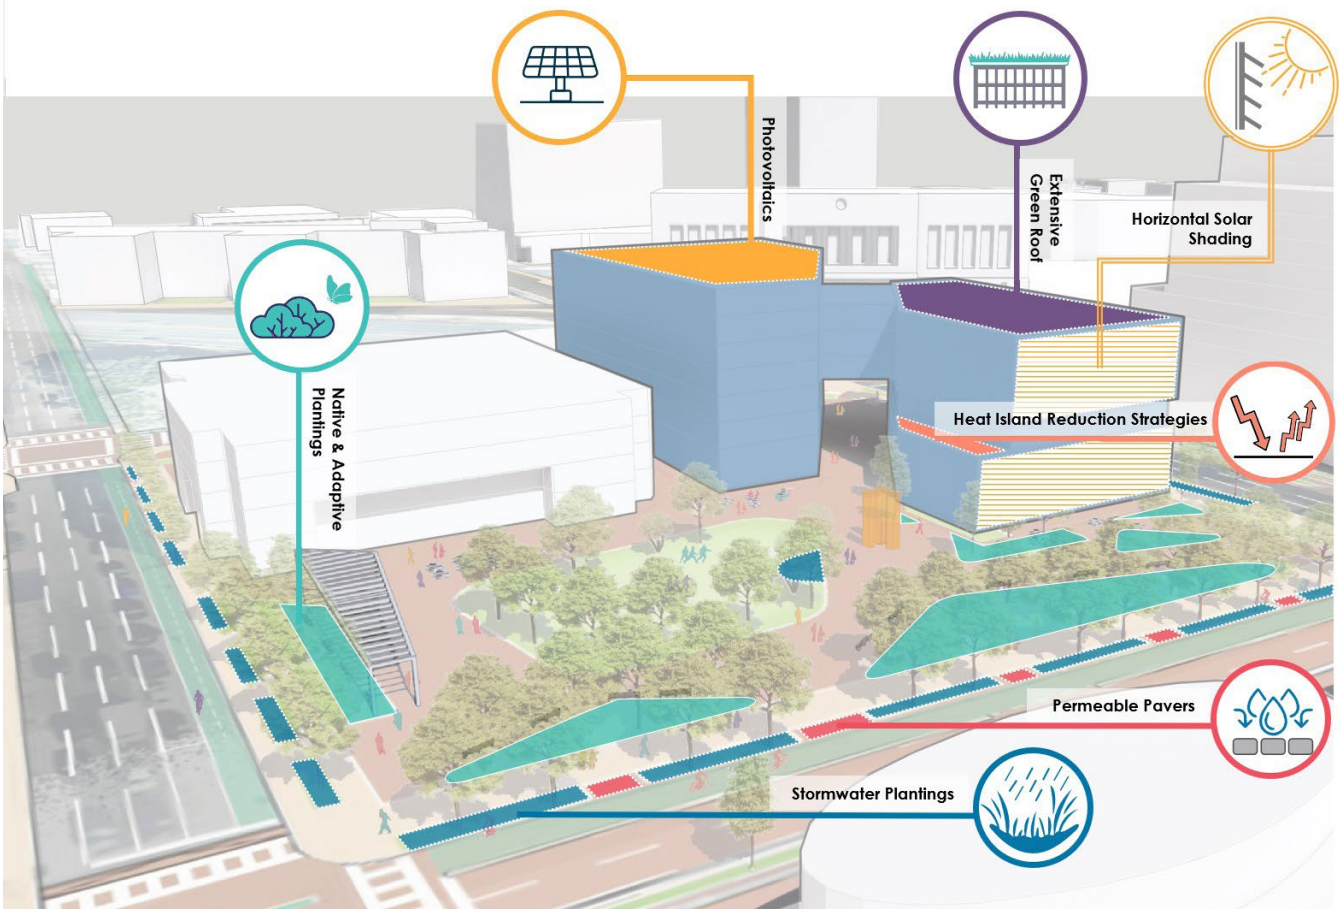 Photovoltaics
Extensive
Green Roof
Horizontal Solar
Shading
Native & Adaptive
Plantings
Heat Island Reduction Strategies
Permeable Pavers
Stormwater Plantings